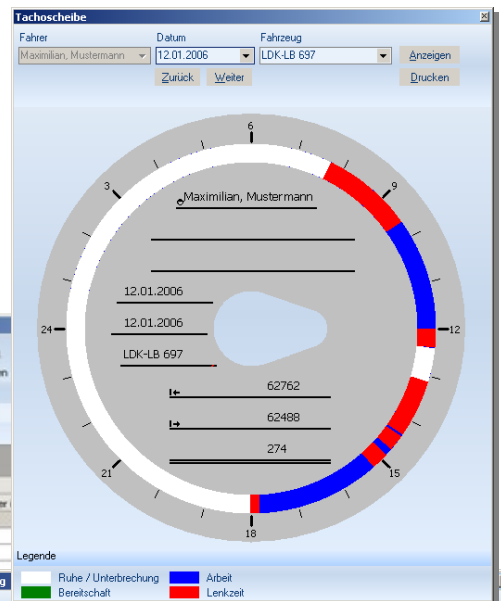 Tachoscheibe
Fahrer Datum Fahrzeug
Maximilian, Mustermann 12.01.2006 LDK-LB 697 Anzeigen
Zurück Weiter Drucken
6
3 9
Maximilian, Mustermann
12.01.2006
24 12.01.2006 12
LDK-LB 697
62762
62488
274
21 15
18
Legende
Ruhe / Unterbrechung Arbeit
Bereitschaft Lenkzeit